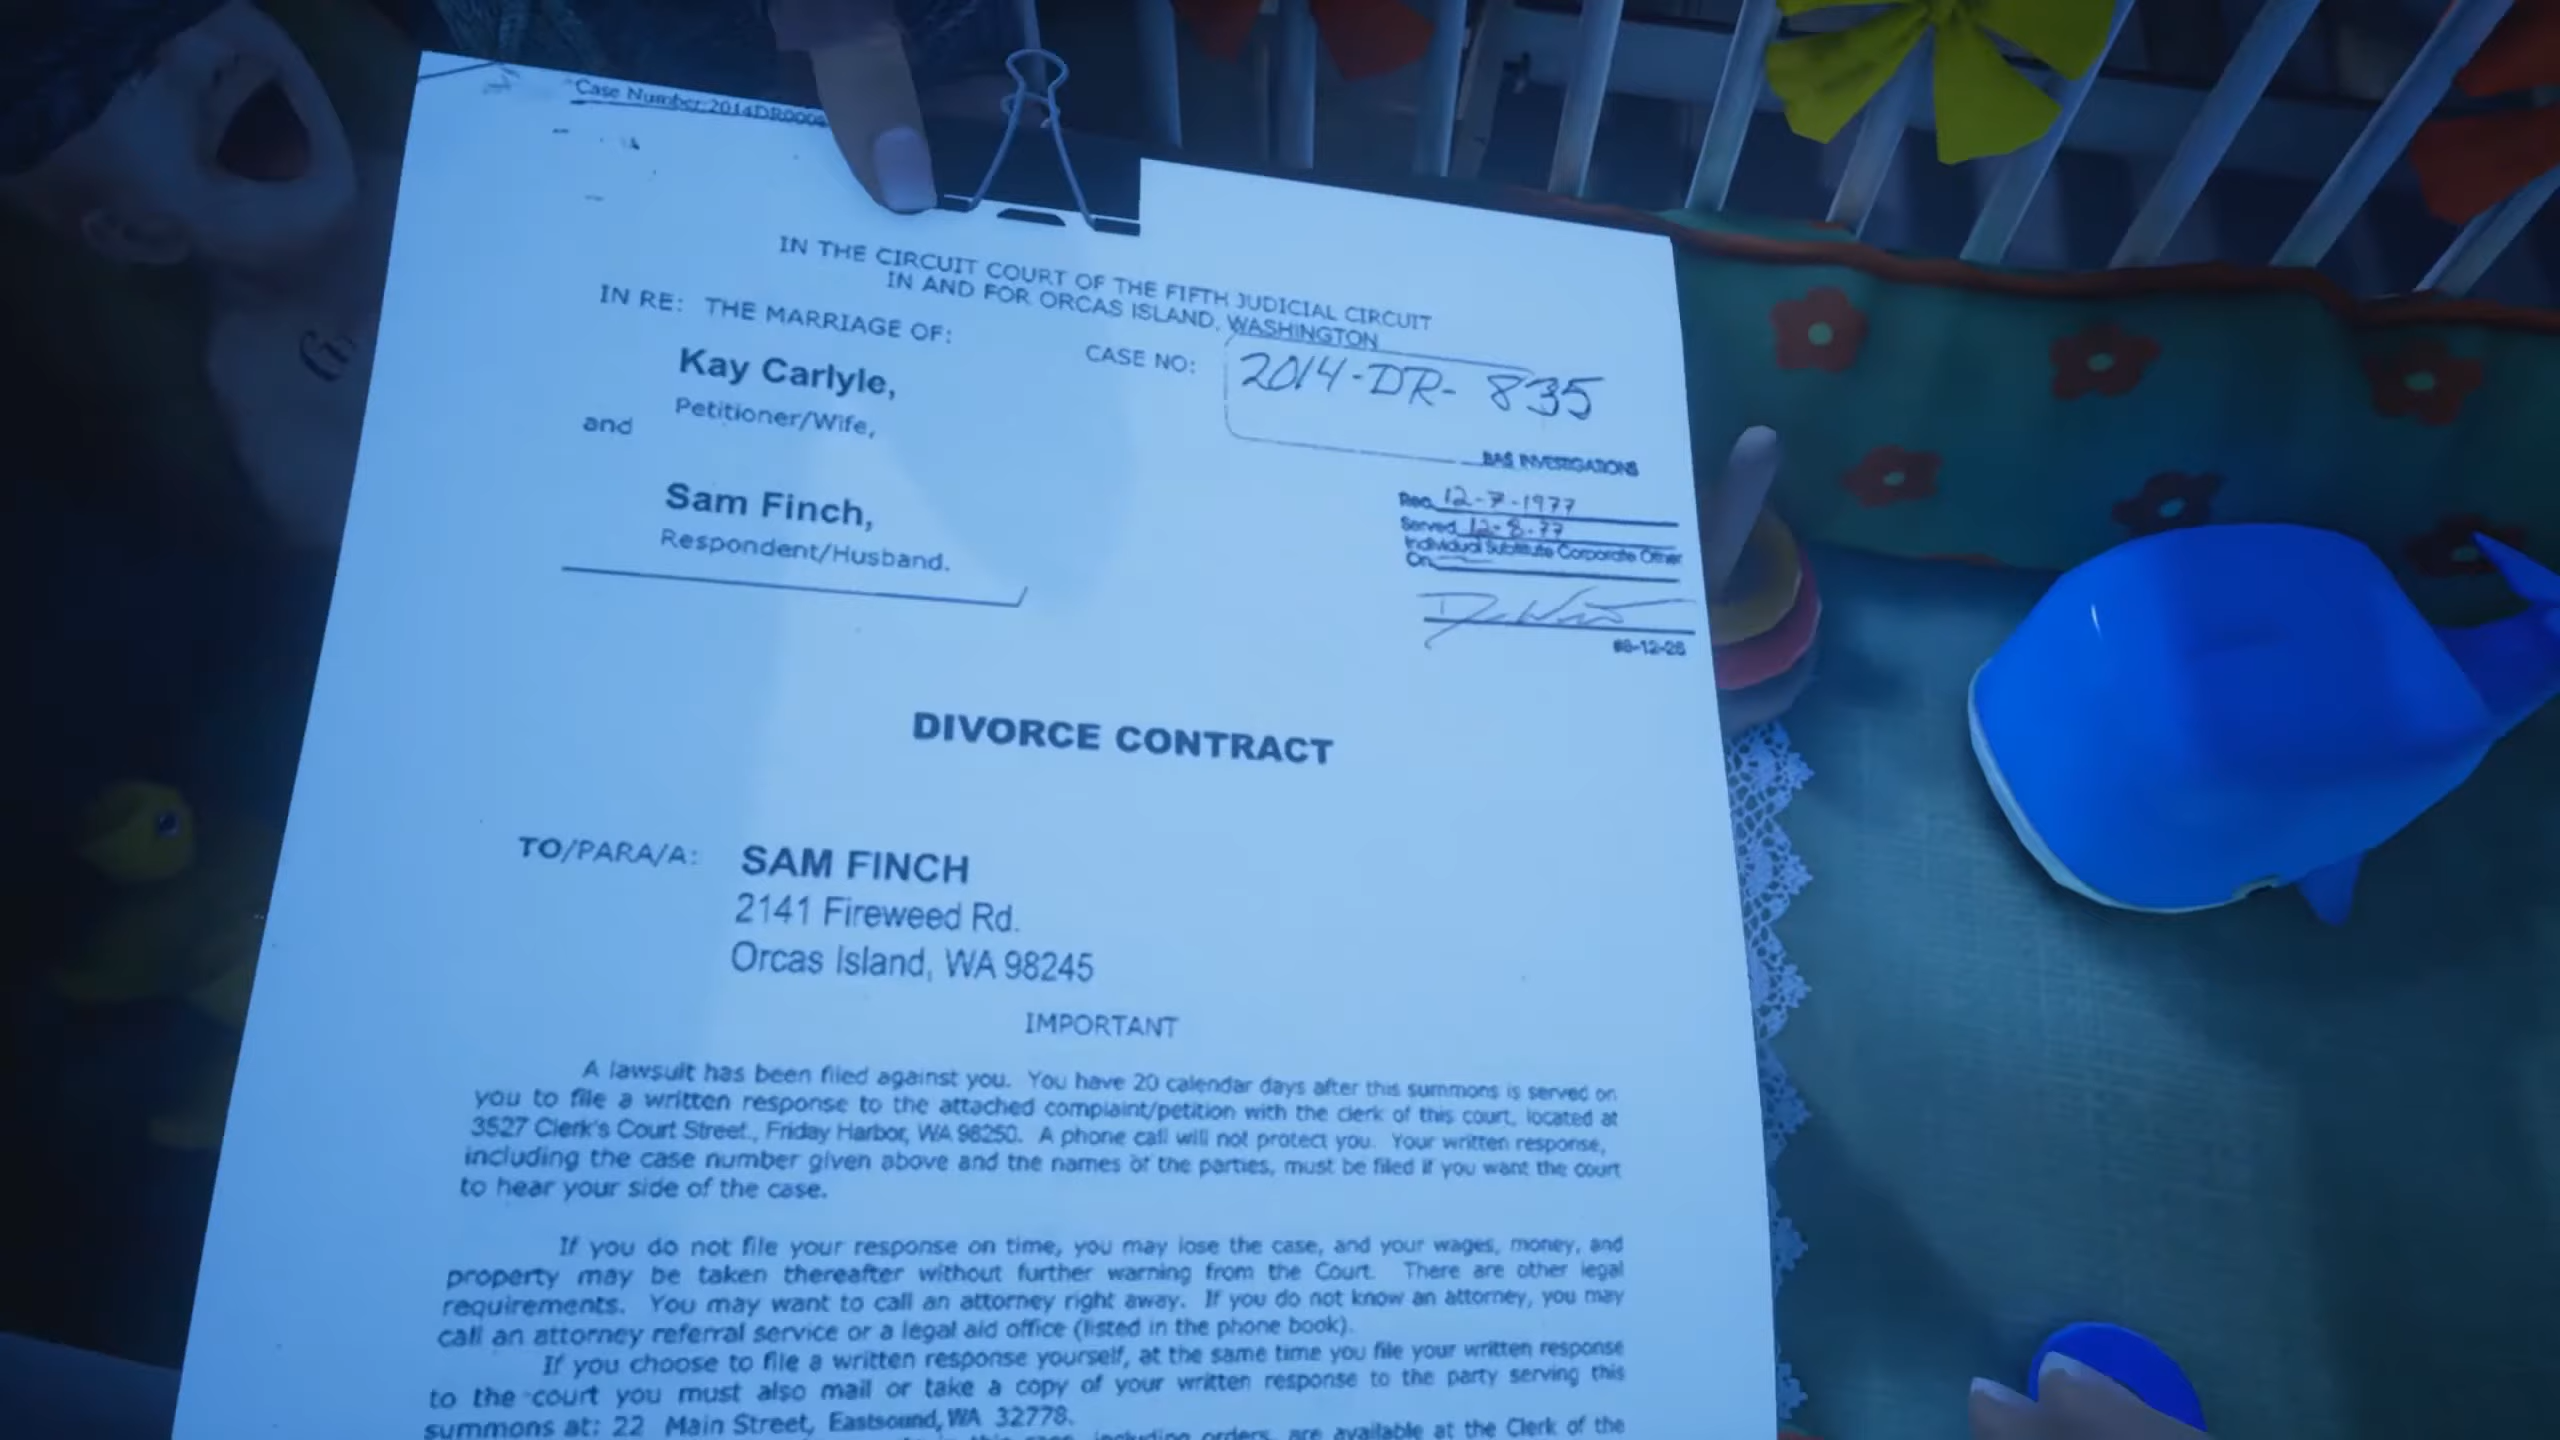 Case Number: 2014DR000
IN THE CIRCUIT COURT OF THE FIFTH JUDICIAL CIRCUIT
IN AND FOR ORCAS ISLAND, WASHINGTON
IN RE: THE MARRIAGE OF:
Kay Carlyle,
Petitioner/Wife,
and
Sam Finch,
Respondent/Husband.
CASE NO: 2014-DR- 835
BAS INVESTIGATIONS
Rec. 12-7-1977
Served 12-8-77
Individual Substitute Corporate Other
On
DIVORCE CONTRACT
TO/PARA/A: SAM FINCH
2141 Fireweed Rd.
Orcas Island, WA 98245
IMPORTANT
A lawsuit has been filed against you. You have 20 calendar days after this summons is served on
you to file a written response to the attached complaint/petition with the clerk of this court, located at
3527 Clerk's Court Street., Friday Harbor, WA 98250. A phone call will not protect you. Your written response,
including the case number given above and the names of the parties, must be filed if you want the court
to hear your side of the case.
If you do not file your response on time, you may lose the case, and your wages, money, and
property may be taken thereafter without further warning from the Court. There are other legal
requirements. You may want to call an attorney right away. If you do not know an attorney, you may
call an attorney referral service or a legal aid office (listed in the phone book).
If you choose to file a written response yourself, at the same time you file your written response
to the court you must also mail or take a copy of your written response to the party serving this
summons at: 22 Main Street, Eastsound, WA 32778.
including orders, are available at the Clerk of the